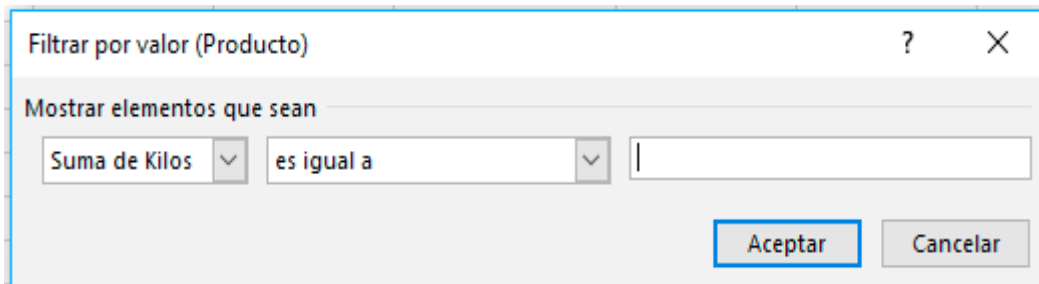 Filtrar por valor (Producto) ?
Mostrar elementos que sean
Suma de Kilos es igual a
Aceptar Cancelar